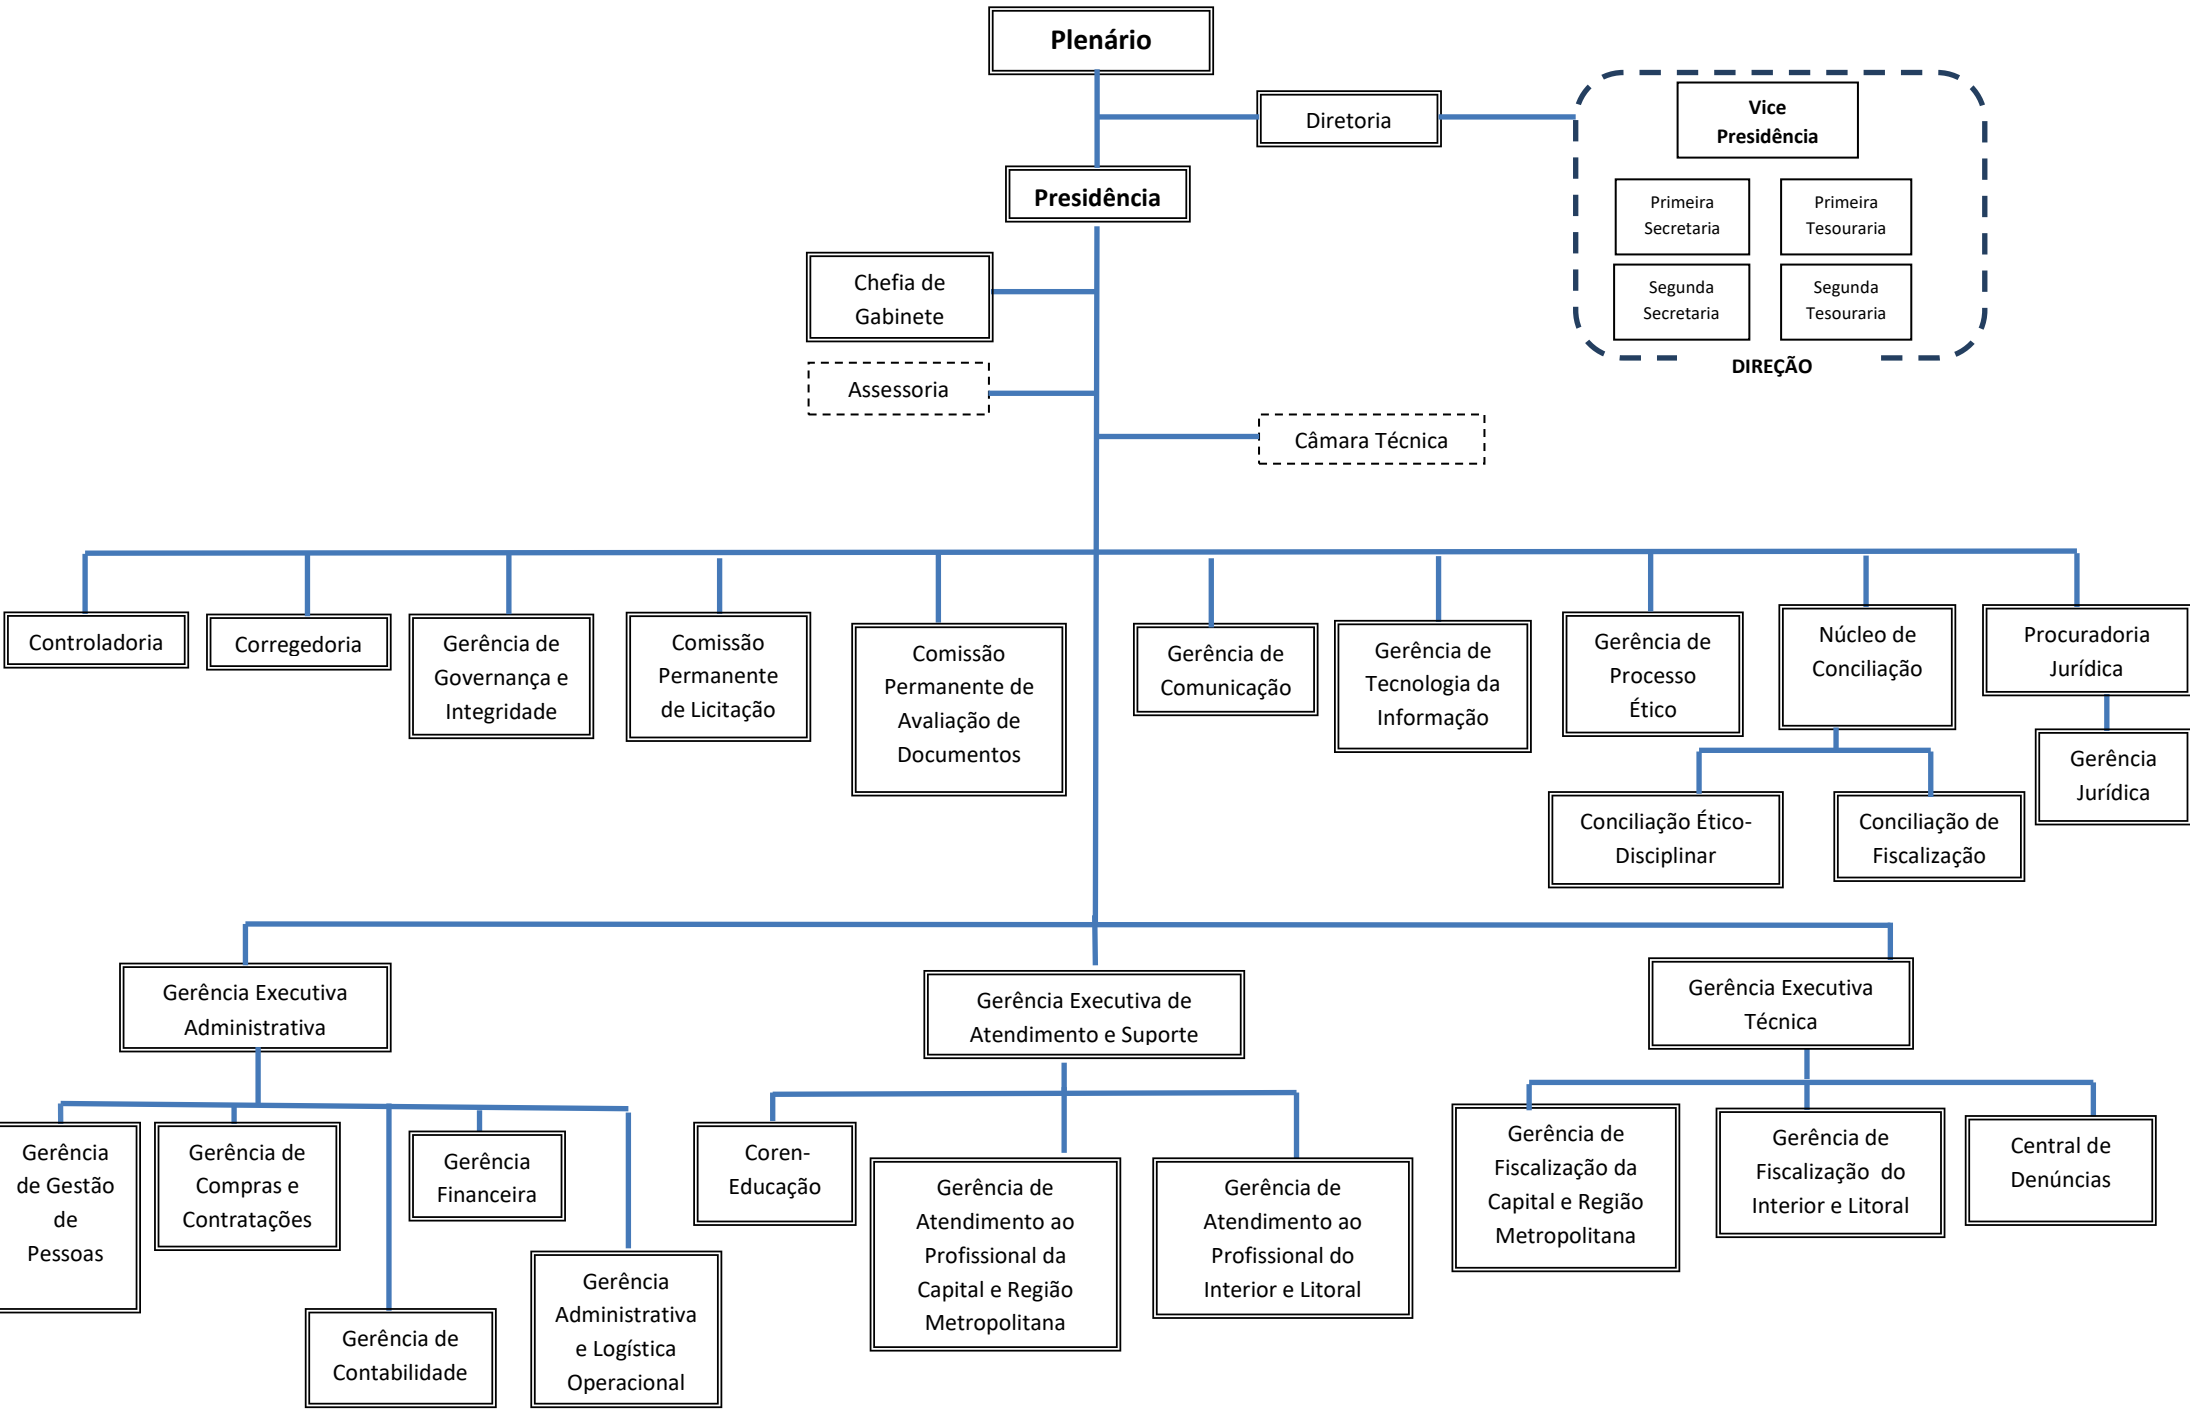 Plenário
Diretoria
Vice
Presidência
Primeira
Secretaria
Primeira
Tesouraria
Segunda
Secretaria
Segunda
Tesouraria
DIREÇÃO
Presidência
Chefia de
Gabinete
Assessoria
Câmara Técnica
Controladoria
Corregedoria
Gerência de
Governança e
Integridade
Comissão
Permanente
de Licitação
Comissão
Permanente de
Avaliação de
Documentos
Gerência de
Comunicação
Gerência de
Tecnologia da
Informação
Gerência de
Processo
Ético
Núcleo de
Conciliação
Procuradoria
Jurídica
Gerência
Jurídica
Conciliação Ético-
Disciplinar
Conciliação de
Fiscalização
Gerência Executiva
Administrativa
Gerência Executiva de
Atendimento e Suporte
Gerência Executiva
Técnica
Gerência
de Gestão
de
Pessoas
Gerência de
Compras e
Contratações
Gerência de
Contabilidade
Gerência
Financeira
Gerência
Administrativa
e Logística
Operacional
Coren-
Educação
Gerência de
Atendimento ao
Profissional da
Capital e Região
Metropolitana
Gerência de
Atendimento ao
Profissional do
Interior e Litoral
Gerência de
Fiscalização da
Capital e Região
Metropolitana
Gerência de
Fiscalização  do
Interior e Litoral
Central de
Denúncias